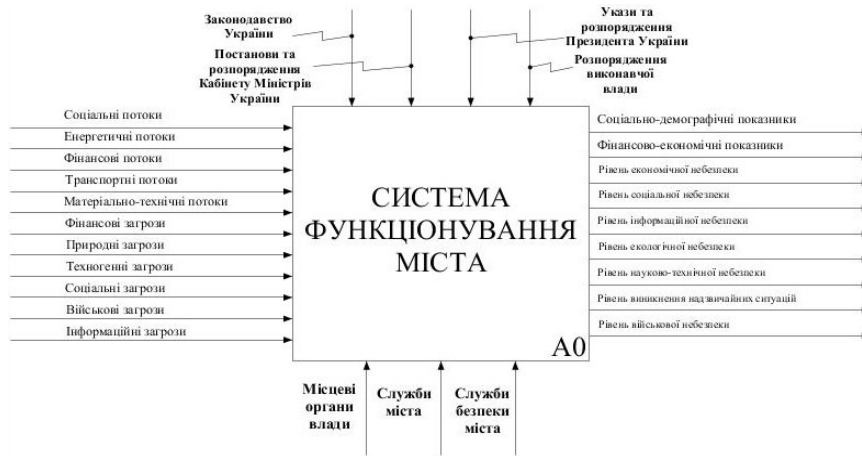 Законодавство
України
Постанови та
розпорядження
Кабінету Міністрів
України
Укази та
розпорядження
Президента України
Розпорядження
виконавчої
влади
Соціальні потоки
Енергетичні потоки
Фінансові потоки
Транспортні потоки
Матеріально-технічні потоки
Фінансові загрози
Природні загрози
Техногенні загрози
Соціальні загрози
Військові загрози
Інформаційні загрози
СИСТЕМА
ФУНКЦІОНУВАННЯ
МІСТА
А0
Соціально-демографічні показники
Фінансово-економічні показники
Рівень економічної небезпеки
Рівень соціальної небезпеки
Рівень інформаційної небезпеки
Рівень екологічної небезпеки
Рівень науково-технічної небезпеки
Рівень виникнення надзвичайних ситуацій
Рівень військової небезпеки
Місцеві
органи
влади
Служби
міста
Служби
безпеки
міста